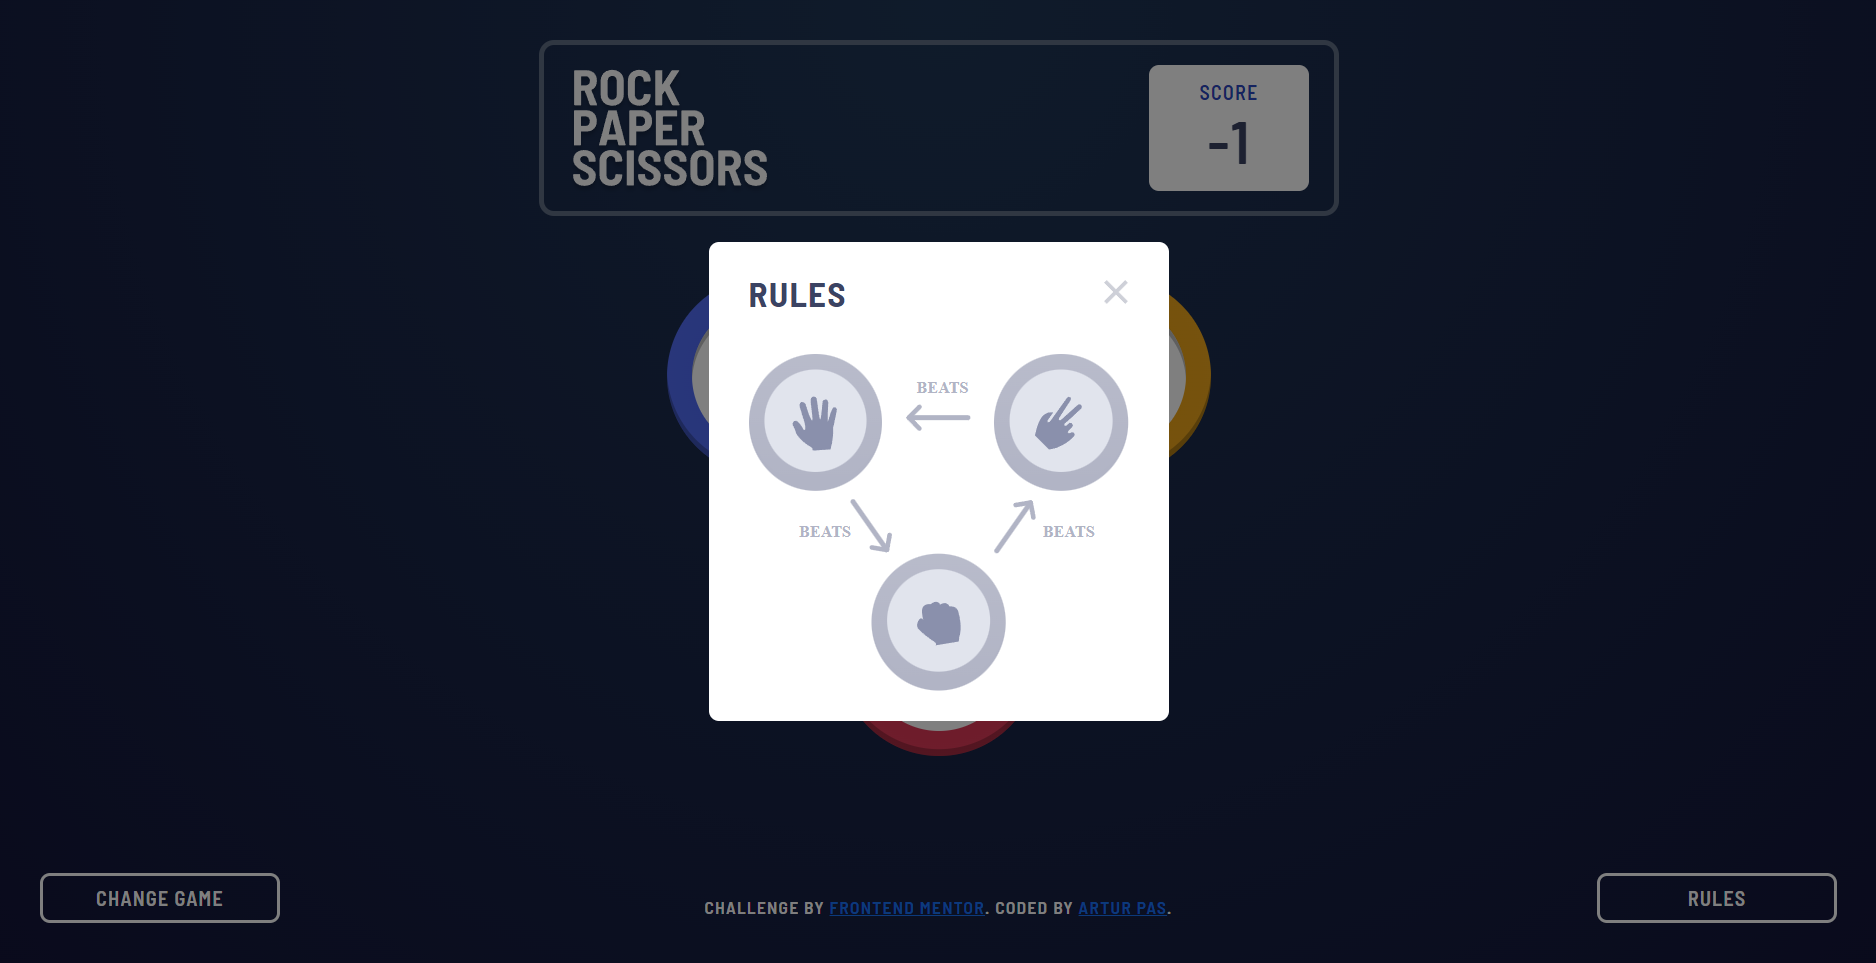 ROCK
PAPER
SCISSORS
SCORE
-1
RULES
BEATS
BEATS
BEATS
CHANGE GAME
CHALLENGE BY FRONTEND MENTOR. CODED BY ARTUR PAS.
RULES